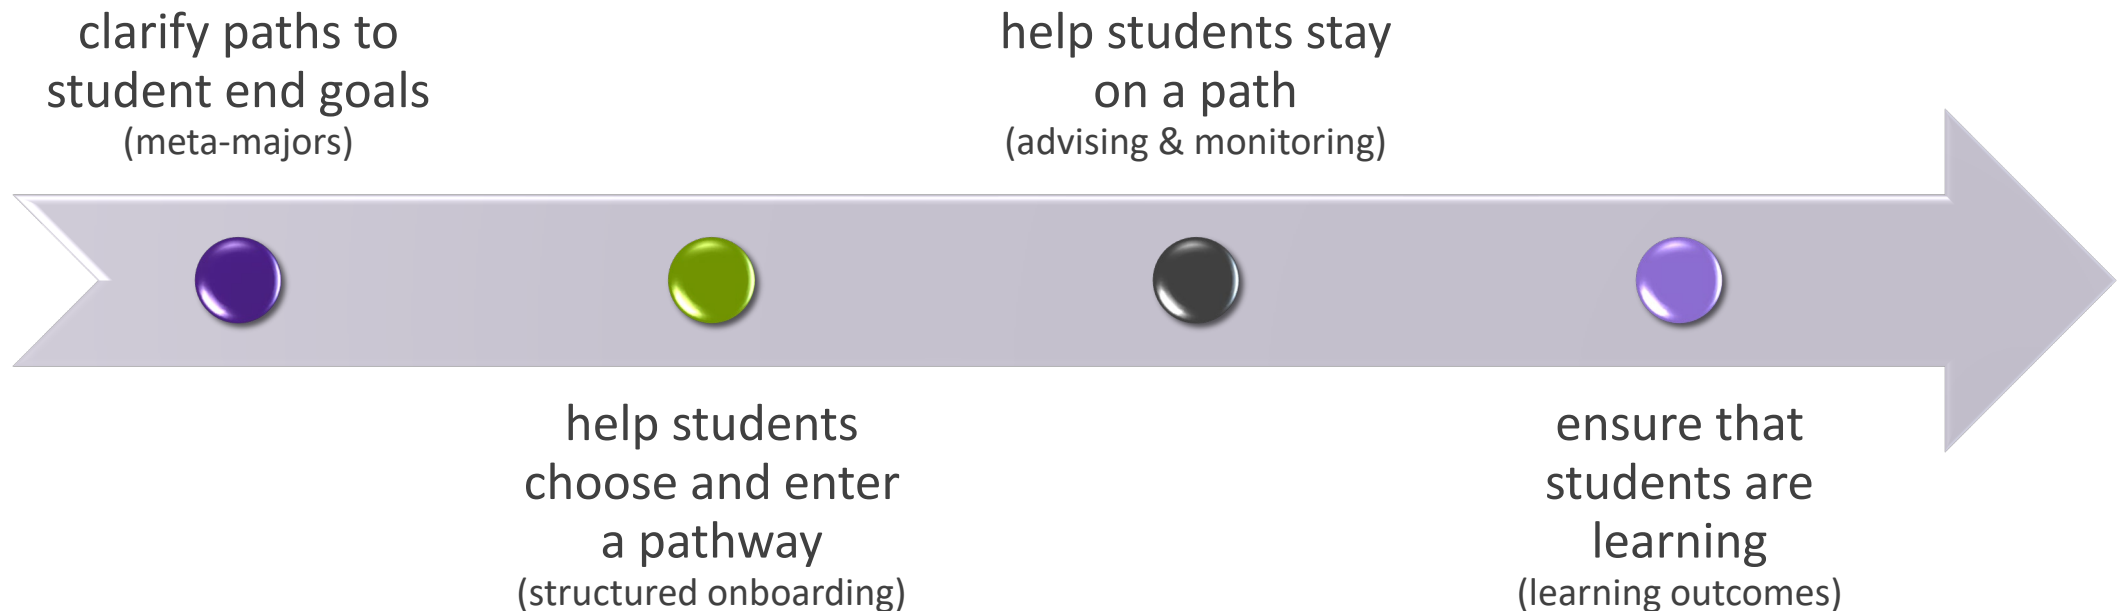 clarify paths to
student end goals
(meta-majors)
help students
choose and enter
a pathway
(structured onboarding)
help students stay
on a path
(advising & monitoring)
ensure that
students are
learning
(learning outcomes)